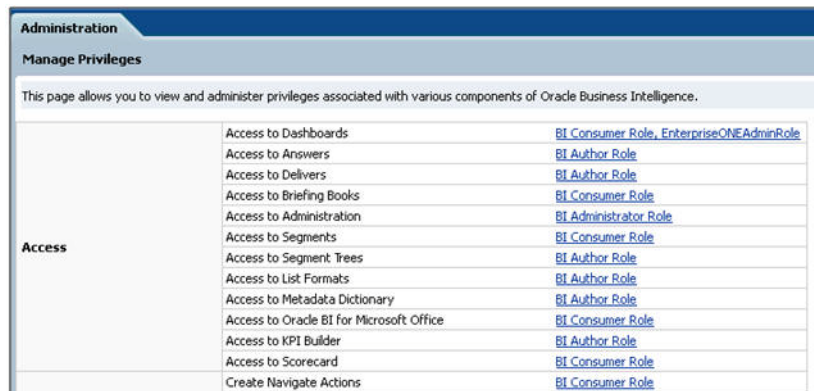 Administration
Manage Privileges
This page allows you to view and administer privileges associated with various components of Oracle Business Intelligence.
Access
Access to Dashboards BI Consumer Role, EnterpriseONEAdminRole
Access to Answers BI Author Role
Access to Delivers BI Author Role
Access to Briefing Books BI Consumer Role
Access to Administration BI Administrator Role
Access to Segments BI Consumer Role
Access to Segment Trees BI Author Role
Access to List Formats BI Author Role
Access to Metadata Dictionary BI Author Role
Access to Oracle BI for Microsoft Office BI Consumer Role
Access to KPI Builder BI Author Role
Access to Scorecard BI Consumer Role
Create Navigate Actions BI Consumer Role